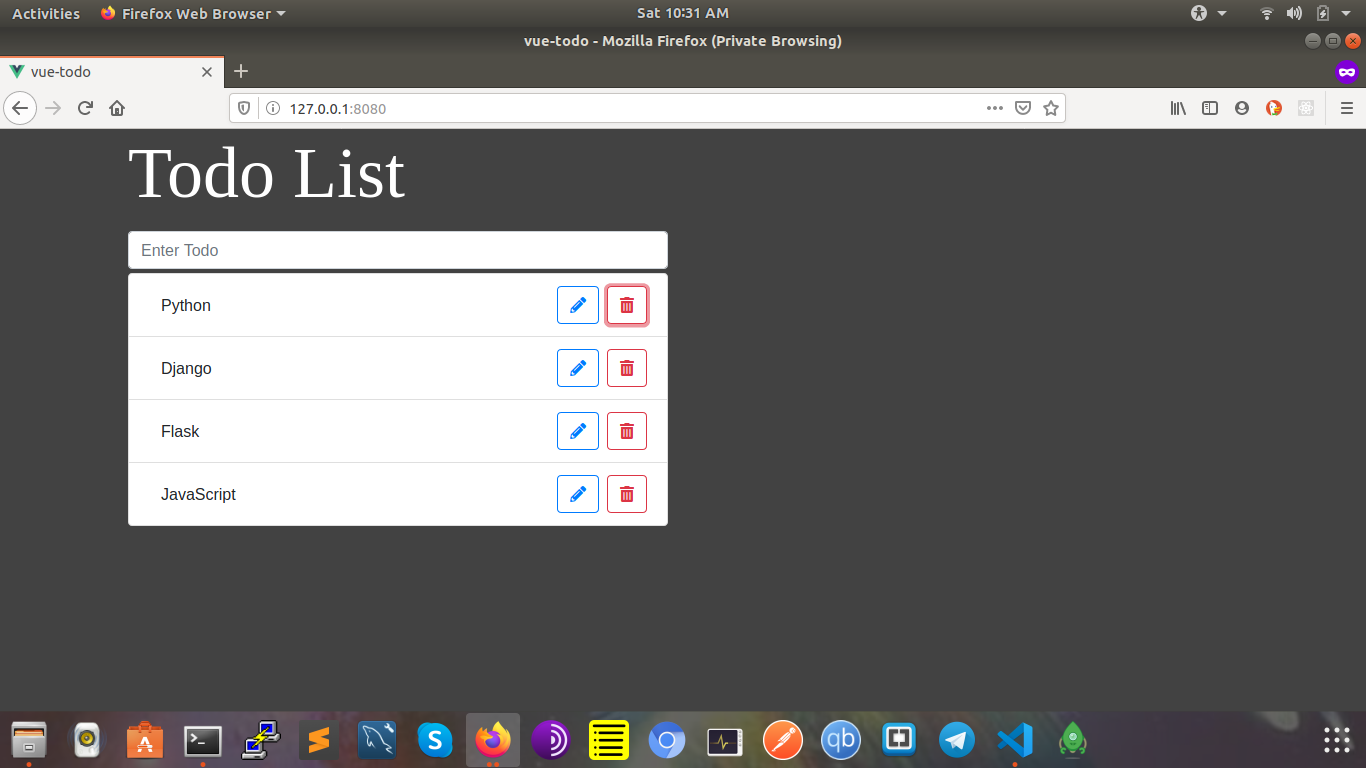 Activities
Firefox Web Browser
Sat 10:31 AM
vue-todo - Mozilla Firefox (Private Browsing)
vue-todo
127.0.0.1:8080
Todo List
Enter Todo
Python
Django
Flask
JavaScript
S
qb